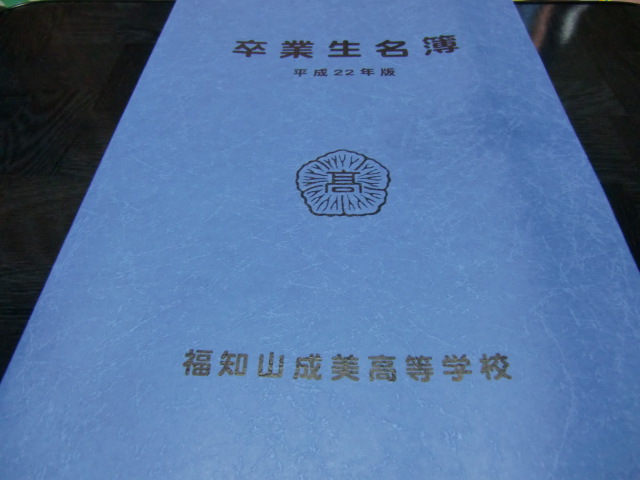 卒業生名簿
平成22年版
髙
福知山成美高等学校